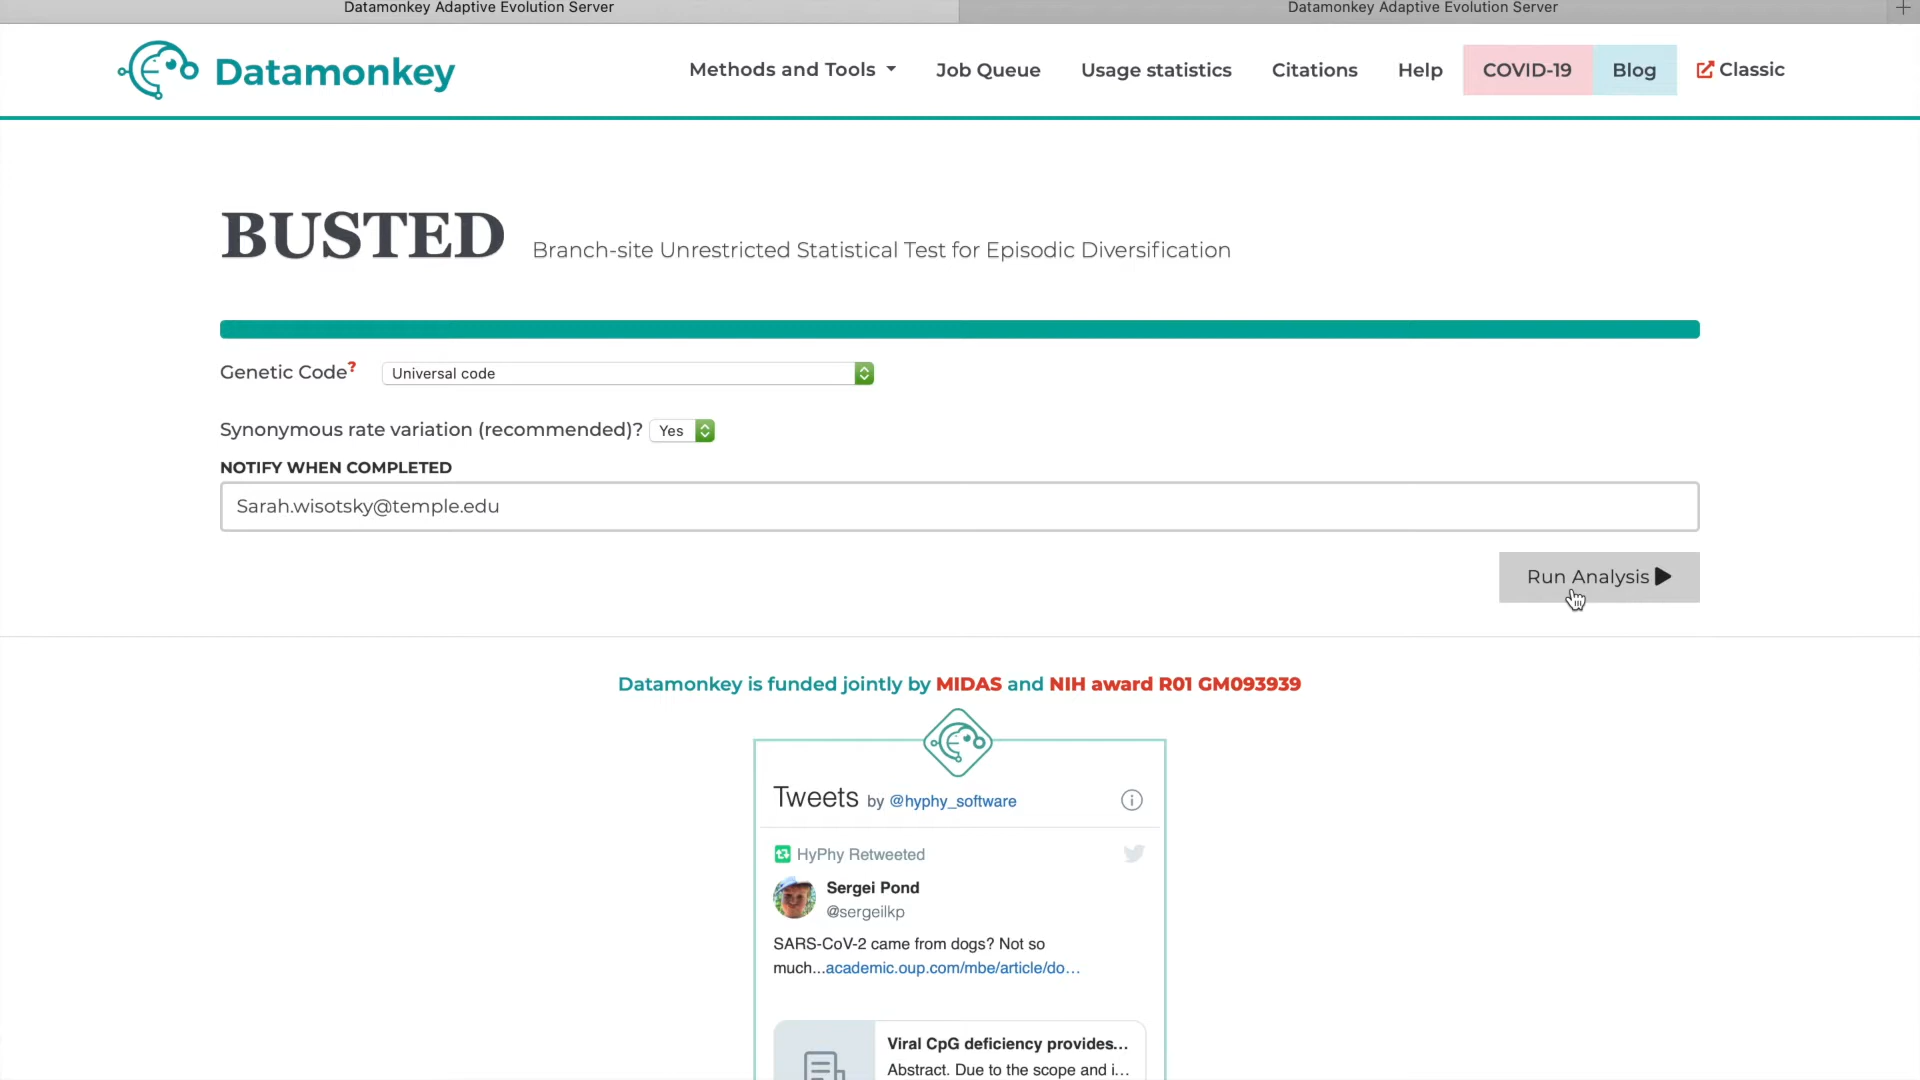 Datamonkey Adaptive Evolution Server
Datamonkey Adaptive Evolution Server
Datamonkey
Methods and Tools
Job Queue
Usage statistics
Citations
Help
COVID-19
Blog
Classic
BUSTED Branch-site Unrestricted Statistical Test for Episodic Diversification
Genetic Code? Universal code
Synonymous rate variation (recommended)? Yes
NOTIFY WHEN COMPLETED
Sarah.wisotsky@temple.edu
Run Analysis
Datamonkey is funded jointly by MIDAS and NIH award R01 GM093939
Tweets by @hyphy_software
HyPhy Retweeted
Sergei Pond
@sergeilkp
SARS-CoV-2 came from dogs? Not so
much...academic.oup.com/mbe/article/do…
Viral CpG deficiency provides...
Abstract. Due to the scope and i...